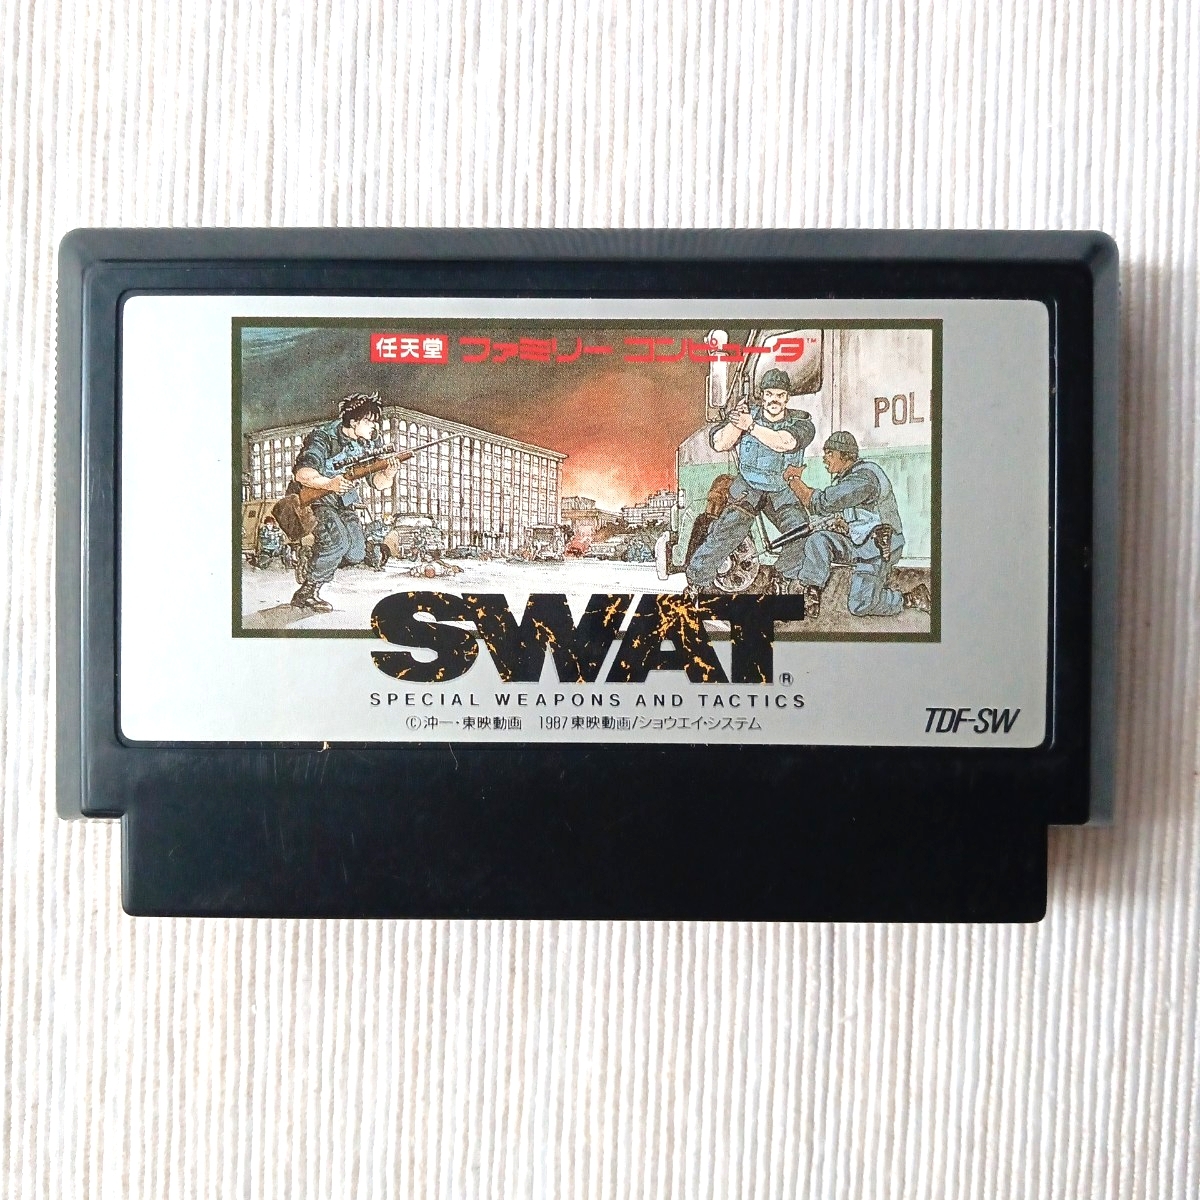 任天堂 ファミリーコンピュータ™
POL
SWAT®
SPECIAL WEAPONS AND TACTICS
©沖一・東映動画 1987東映動画/ショウエイ・システム
TDF-SW